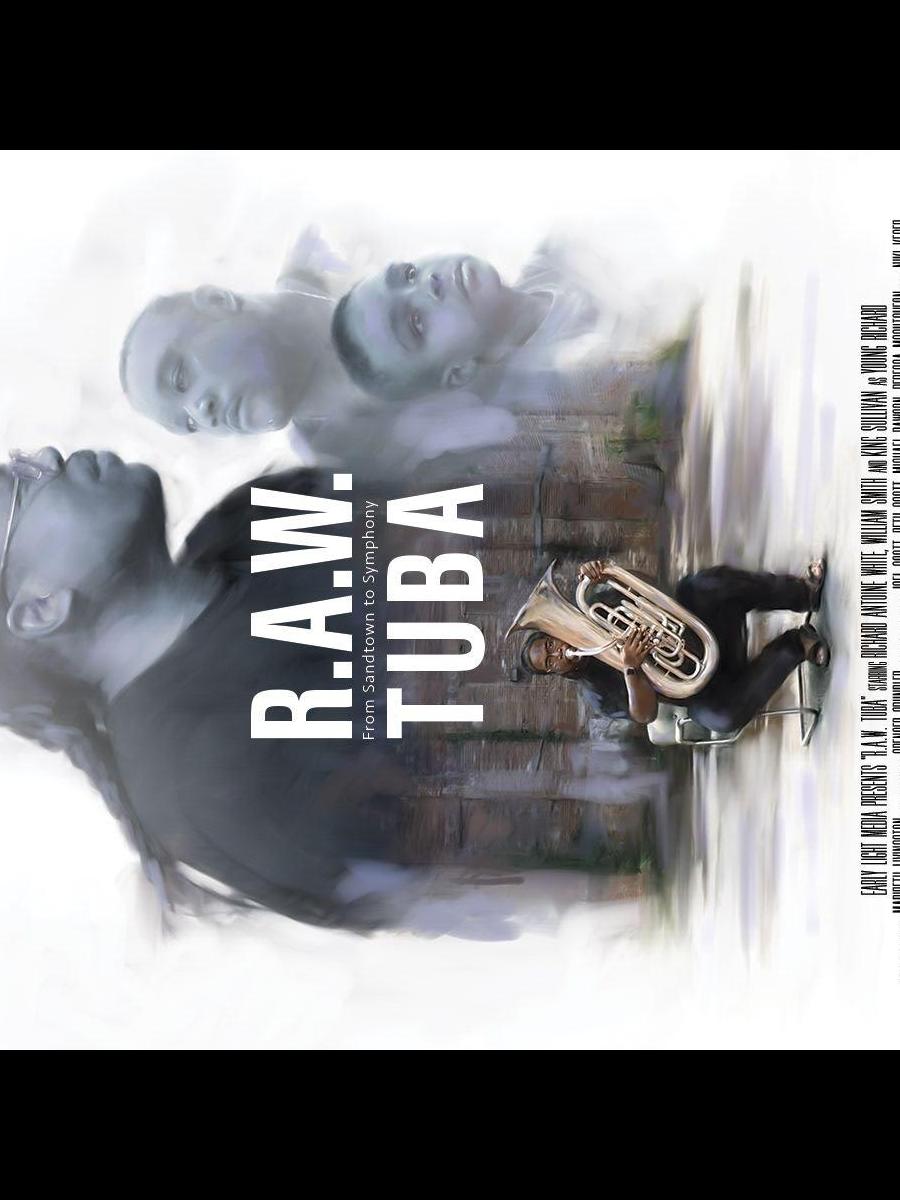 R.A.W.
From Sandtown to Symphony
TUBA
EARLY LIGHT MEDIA PRESENTS "R.A.W. TUBA" STARRING RICHARD ANTOINE WHITE, WILLIAM SMITH AND KING SULLIVAN AS YOUNG RICHARD